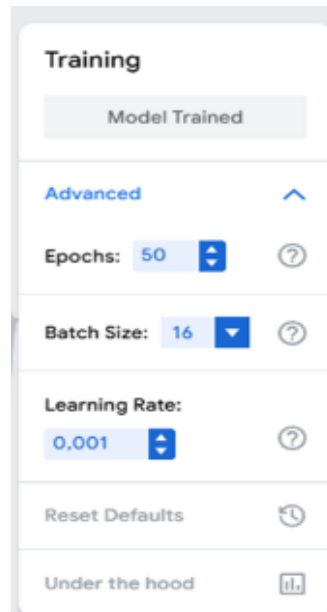 Training
Model Trained
Advanced
Epochs: 50
Batch Size: 16
Learning Rate:
0,001
Reset Defaults
Under the hood